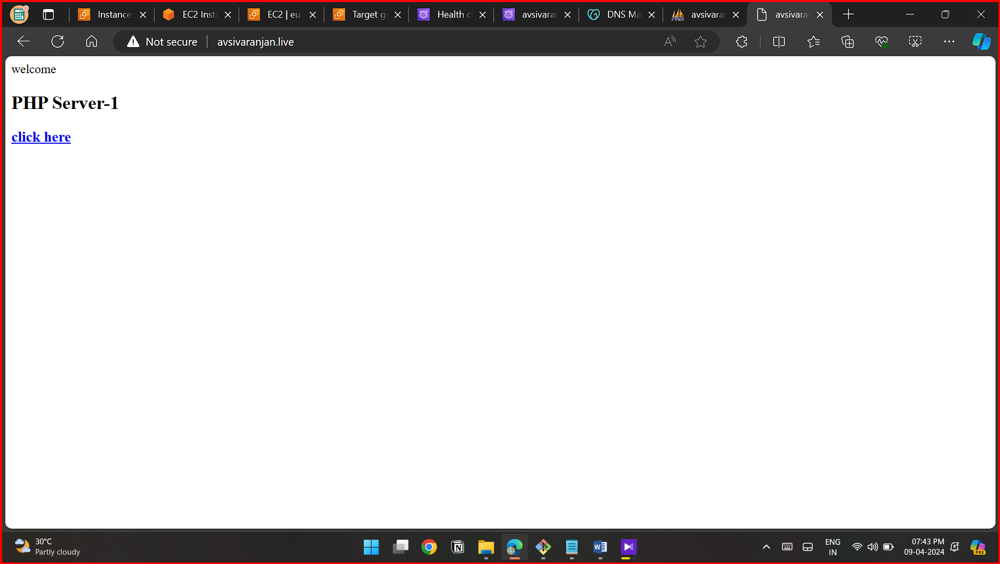 Instance
EC2 Inst
EC2 | eu-
Target g
Health c
avsivarar
DNS Ma
avsivarar
avsivarar
Not secure
avsivaranjan.live
welcome
PHP Server-1
click here
30°C
Partly cloudy
ENG
IN
07:43 PM
09-04-2024
PRE